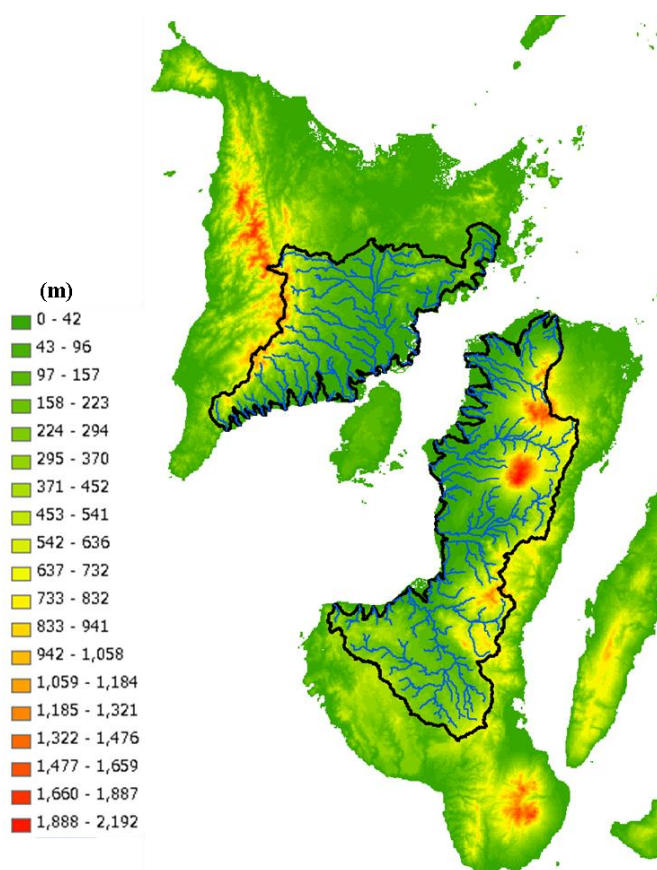 (m)
0 - 42
43 - 96
97 - 157
158 - 223
224 - 294
295 - 370
371 - 452
453 - 541
542 - 636
637 - 732
733 - 832
833 - 941
942 - 1,058
1,059 - 1,184
1,185 - 1,321
1,322 - 1,476
1,477 - 1,659
1,660 - 1,887
1,888 - 2,192